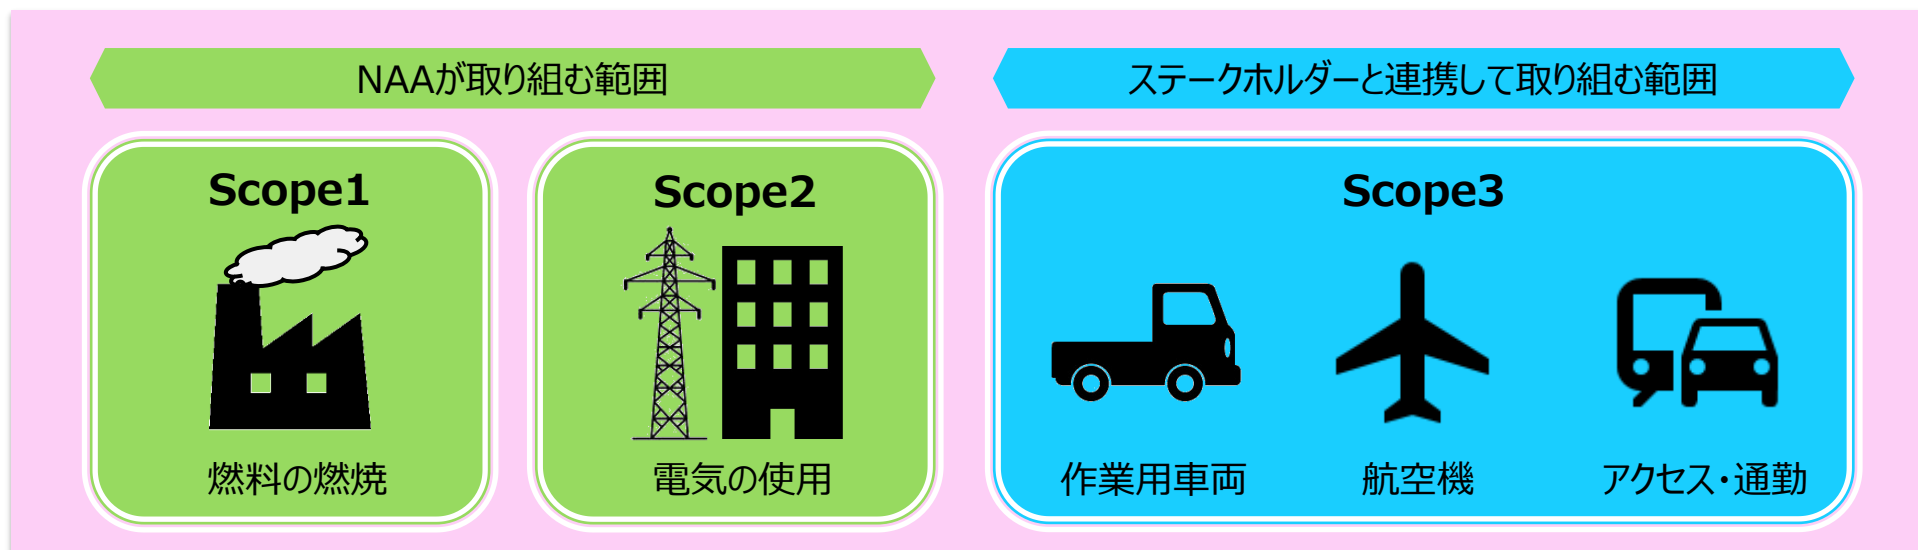 NAAが取り組む範囲
ステークホルダーと連携して取り組む範囲
Scope1
Scope2
Scope3
燃料の燃焼
電気の使用
作業用車両
航空機
アクセス・通勤